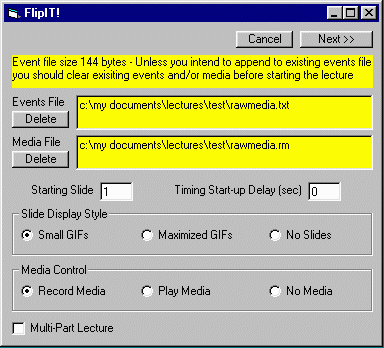 FlipIT!
Cancel
Next >>
Event file size 144 bytes - Unless you intend to append to existing events file
you should clear exisiting events and/or media before starting the lecture
Events File
c:\my documents\lectures\test\rawmedia.txt
Delete
Media File
c:\my documents\lectures\test\rawmedia.rm
Delete
Starting Slide 1 Timing Start-up Delay (sec) 0
Slide Display Style
Small GIFs Maximized GIFs No Slides
Media Control
Record Media Play Media No Media
Multi-Part Lecture